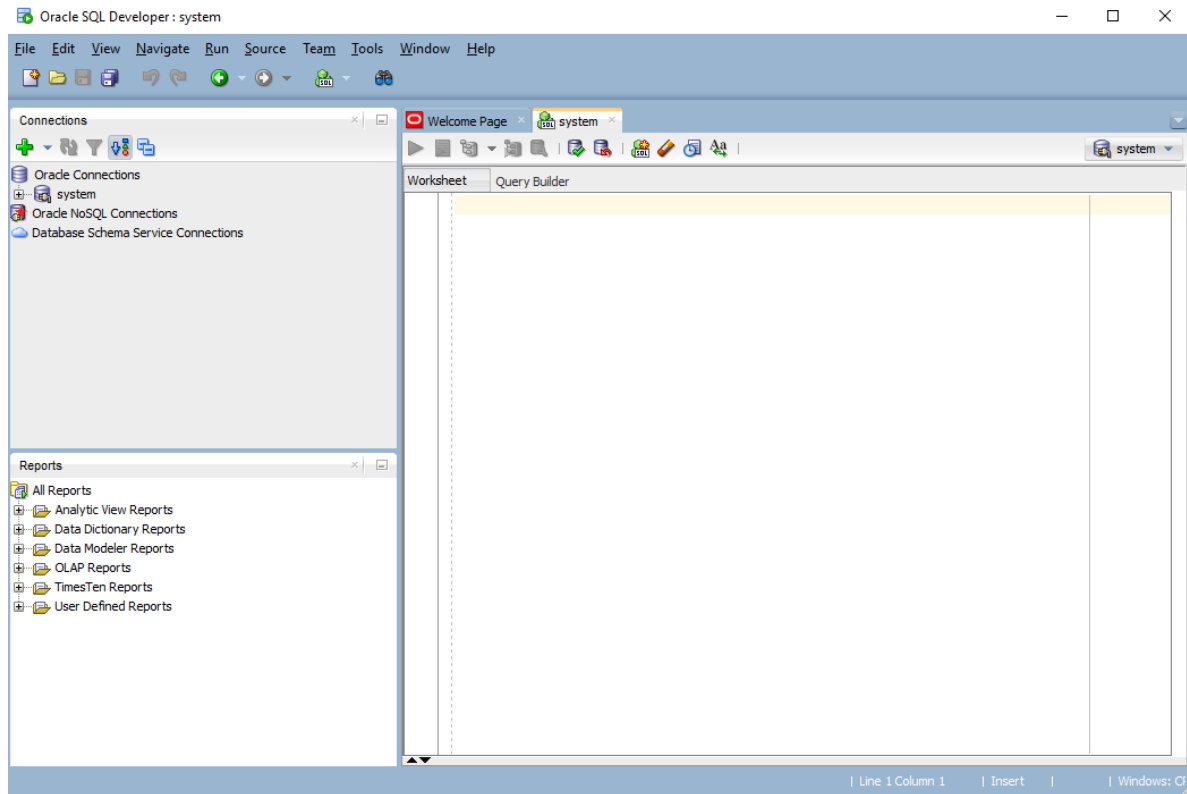 Oracle SQL Developer : system
File Edit View Navigate Run Source Team Tools Window Help
Connections
Oracle Connections
system
Oracle NoSQL Connections
Database Schema Service Connections
Reports
All Reports
Analytic View Reports
Data Dictionary Reports
Data Modeler Reports
OLAP Reports
TimesTen Reports
User Defined Reports
Welcome Page system
system
Worksheet Query Builder
| Line 1 Column 1 | Insert | | Windows: CF